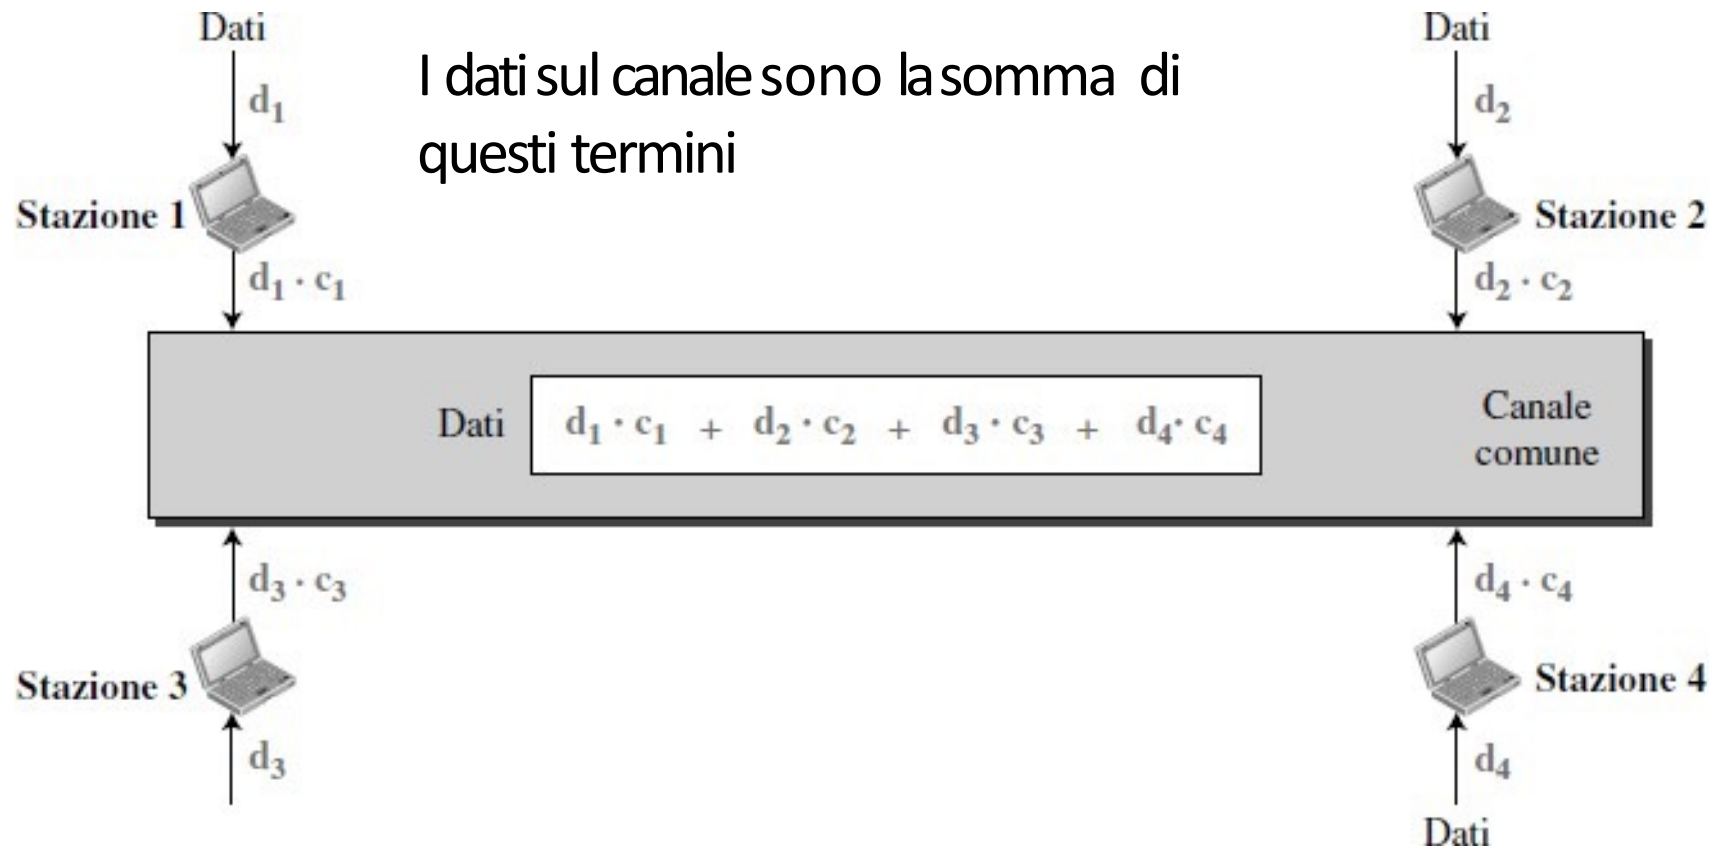 Dati Dati
I dati sul canale sono la somma di
questi termini
d₁ d₂
Stazione 1 Stazione 2
d₁ · c₁ d₂ · c₂
Dati d₁ · c₁ + d₂ · c₂ + d₃ · c₃ + d₄ · c₄
Canale
comune
d₃ · c₃ d₄ · c₄
Stazione 3 Stazione 4
d₃ d₄
Dati